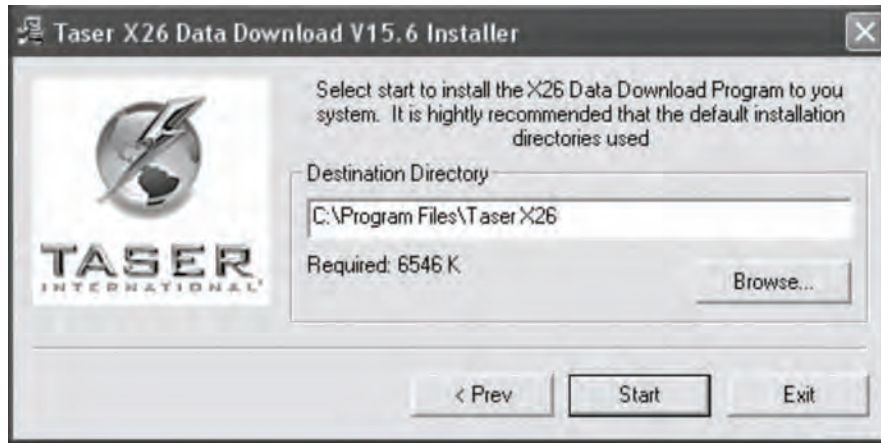 Taser X26 Data Download V15.6 Installer
Select start to install the X26 Data Download Program to you
system. It is hightly recommended that the default installation
directories used
Destination Directory
C:\Program Files\Taser X26
Required: 6546 K
Browse...
TASER
INTERNATIONAL
< Prev
Start
Exit